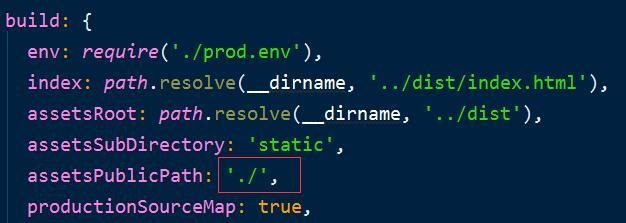 build: {
env: require('./prod.env'),
index: path.resolve(__dirname, '../dist/index.html'),
assetsRoot: path.resolve(__dirname, '../dist'),
assetsSubDirectory: 'static',
assetsPublicPath: './',
productionSourceMap: true,